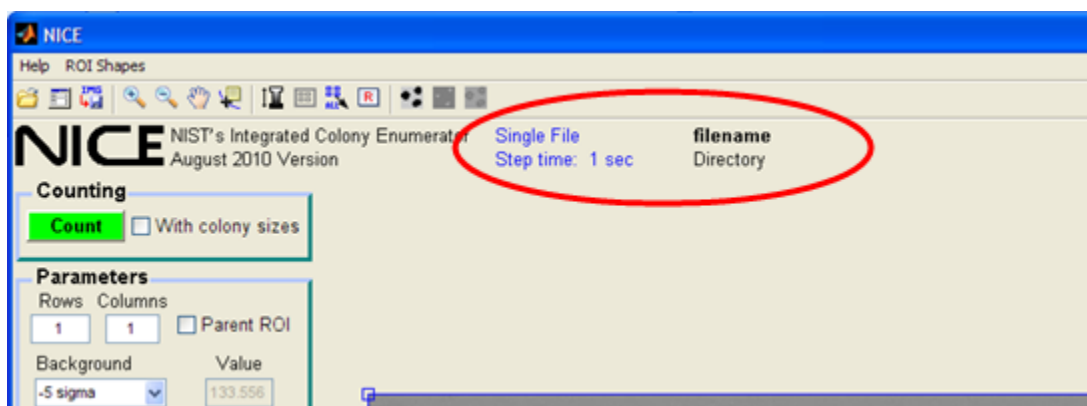 NICE
Help ROI Shapes
NICE NIST's Integrated Colony Enumerator Single File filename
August 2010 Version Step time: 1 sec Directory
Counting
Count With colony sizes
Parameters
Rows Columns
1 1 Parent ROI
Background Value
-5 sigma 133.556